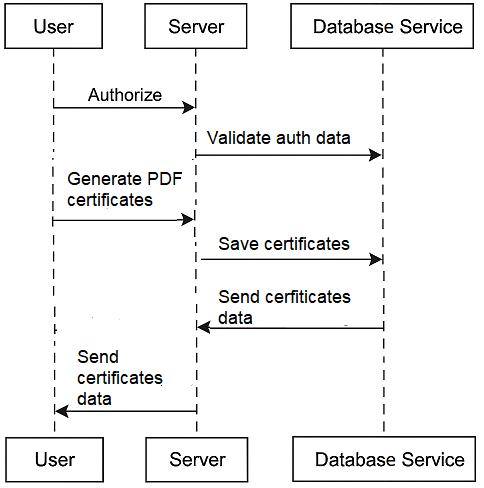 User
Server
Database Service
Authorize
Validate auth data
Generate PDF
certificates
Save certificates
Send cerfiticates
data
Send
certificates
data
User
Server
Database Service